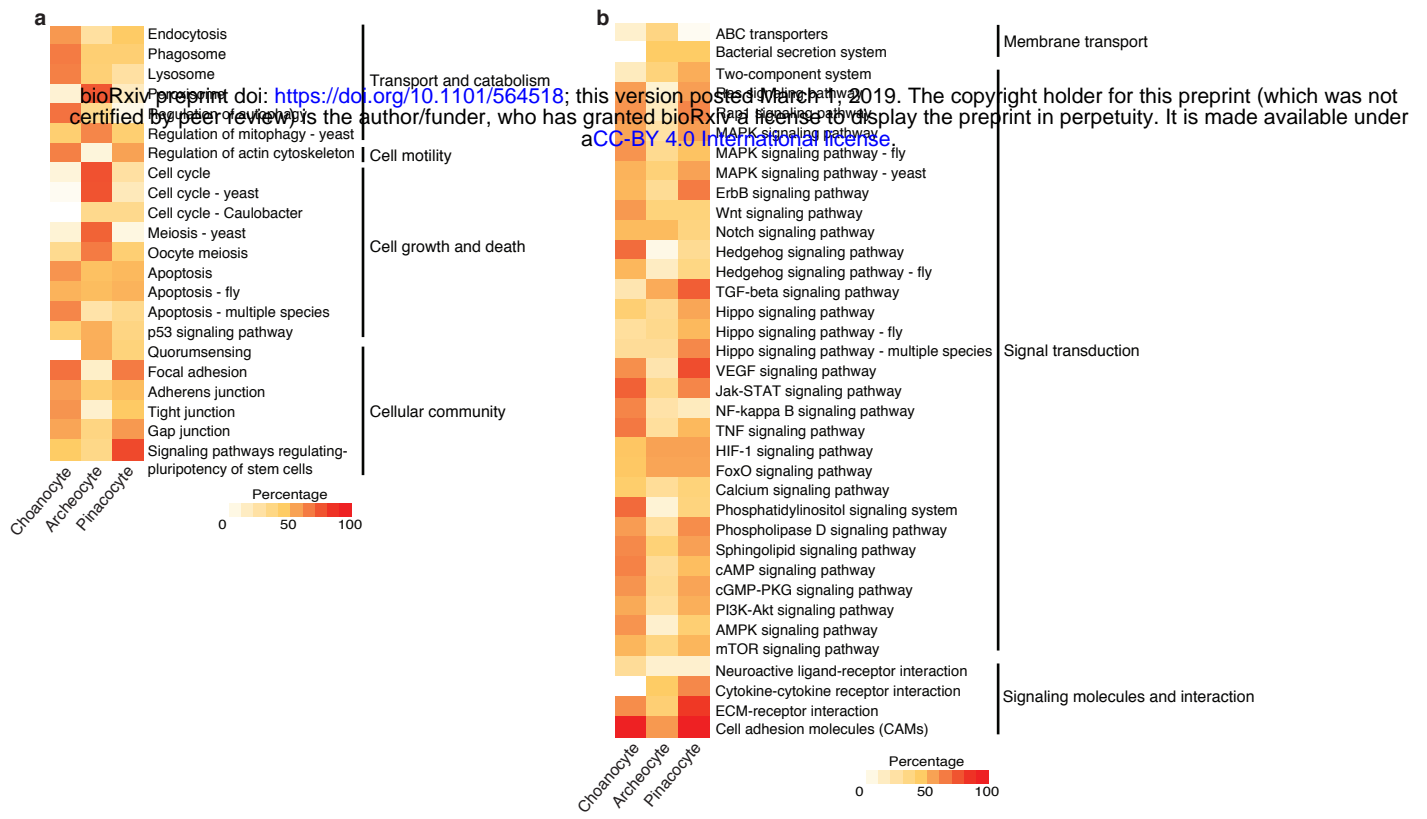 a
Endocytosis
Phagosome
Lysosome
Peroxisome
Regulation of autophagy
Regulation of mitophagy - yeast
Transport and catabolism
Regulation of actin cytoskeleton
Cell motility
Cell cycle
Cell cycle - yeast
Cell cycle - Caulobacter
Meiosis - yeast
Oocyte meiosis
Apoptosis
Apoptosis - fly
Apoptosis - multiple species
p53 signaling pathway
Cell growth and death
Quorumsensing
Focal adhesion
Adherens junction
Tight junction
Gap junction
Signaling pathways regulating-
pluripotency of stem cells
Cellular community
Choanocyte
Archeocyte
Pinacocyte
Percentage
0 50 100
bioRxiv preprint doi: https://doi.org/10.1101/564518; this version posted March 1, 2019. The copyright holder for this preprint (which was not
certified by peer review) is the author/funder, who has granted bioRxiv a license to display the preprint in perpetuity. It is made available under
aCC-BY 4.0 International license.
b
ABC transporters
Bacterial secretion system
Membrane transport
Two-component system
Ras signaling pathway
Rap1 signaling pathway
MAPK signaling pathway
MAPK signaling pathway - fly
MAPK signaling pathway - yeast
ErbB signaling pathway
Wnt signaling pathway
Notch signaling pathway
Hedgehog signaling pathway
Hedgehog signaling pathway - fly
TGF-beta signaling pathway
Hippo signaling pathway
Hippo signaling pathway - fly
Hippo signaling pathway - multiple species
VEGF signaling pathway
Jak-STAT signaling pathway
NF-kappa B signaling pathway
TNF signaling pathway
HIF-1 signaling pathway
FoxO signaling pathway
Calcium signaling pathway
Phosphatidylinositol signaling system
Phospholipase D signaling pathway
Sphingolipid signaling pathway
cAMP signaling pathway
cGMP-PKG signaling pathway
PI3K-Akt signaling pathway
AMPK signaling pathway
mTOR signaling pathway
Signal transduction
Neuroactive ligand-receptor interaction
Cytokine-cytokine receptor interaction
ECM-receptor interaction
Cell adhesion molecules (CAMs)
Signaling molecules and interaction
Choanocyte
Archeocyte
Pinacocyte
Percentage
0 50 100